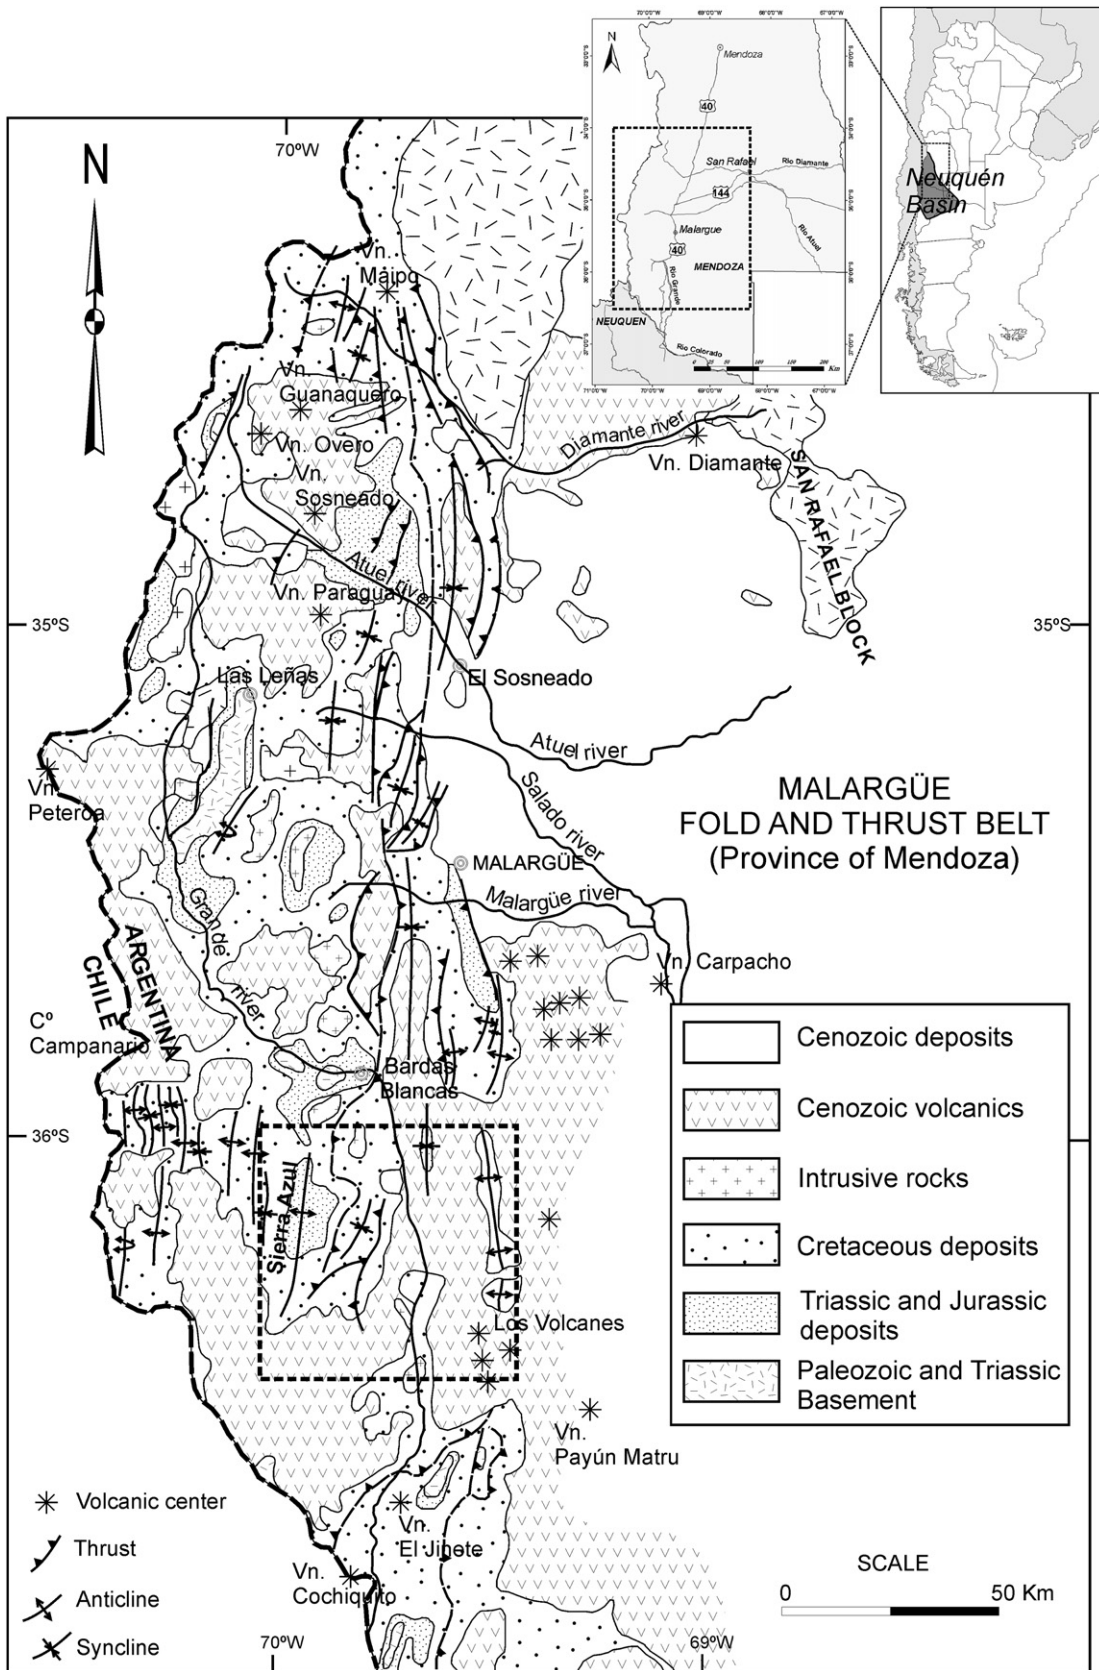 N
Mendoza
40
San Rafael
Rio Diamante
144
Malargue
Rio Atuel
40
MENDOZA
Rio Grande
NEUQUEN
Rio Colorado
Km
Neuquén
Basin
70ºW
N
Vn.
Maipo
Vn.
Guanaquero
Vn. Overo
Vn.
Sosneado
Diamante river
Vn. Diamante
SAN RAFAEL BLOCK
Atuel river
Vn. Paraguay
35ºS
35ºS
Las Leñas
El Sosneado
Atuel river
Vn.
Peteroa
Salado river
MALARGÜE
FOLD AND THRUST BELT
(Province of Mendoza)
MALARGÜE
Malargüe river
Grande
river
ARGENTINA
CHILE
Vn. Carpacho
Cº
Campanario
Bardas
Blancas
36ºS
Sierra Azul
Los Volcanes
Vn.
Payún Matru
Vn.
El Jinete
Vn.
Cochiquito
Cenozoic deposits
Cenozoic volcanics
Intrusive rocks
Cretaceous deposits
Triassic and Jurassic
deposits
Paleozoic and Triassic
Basement
Volcanic center
Thrust
Anticline
Syncline
SCALE
0 50 Km
70ºW
69ºW